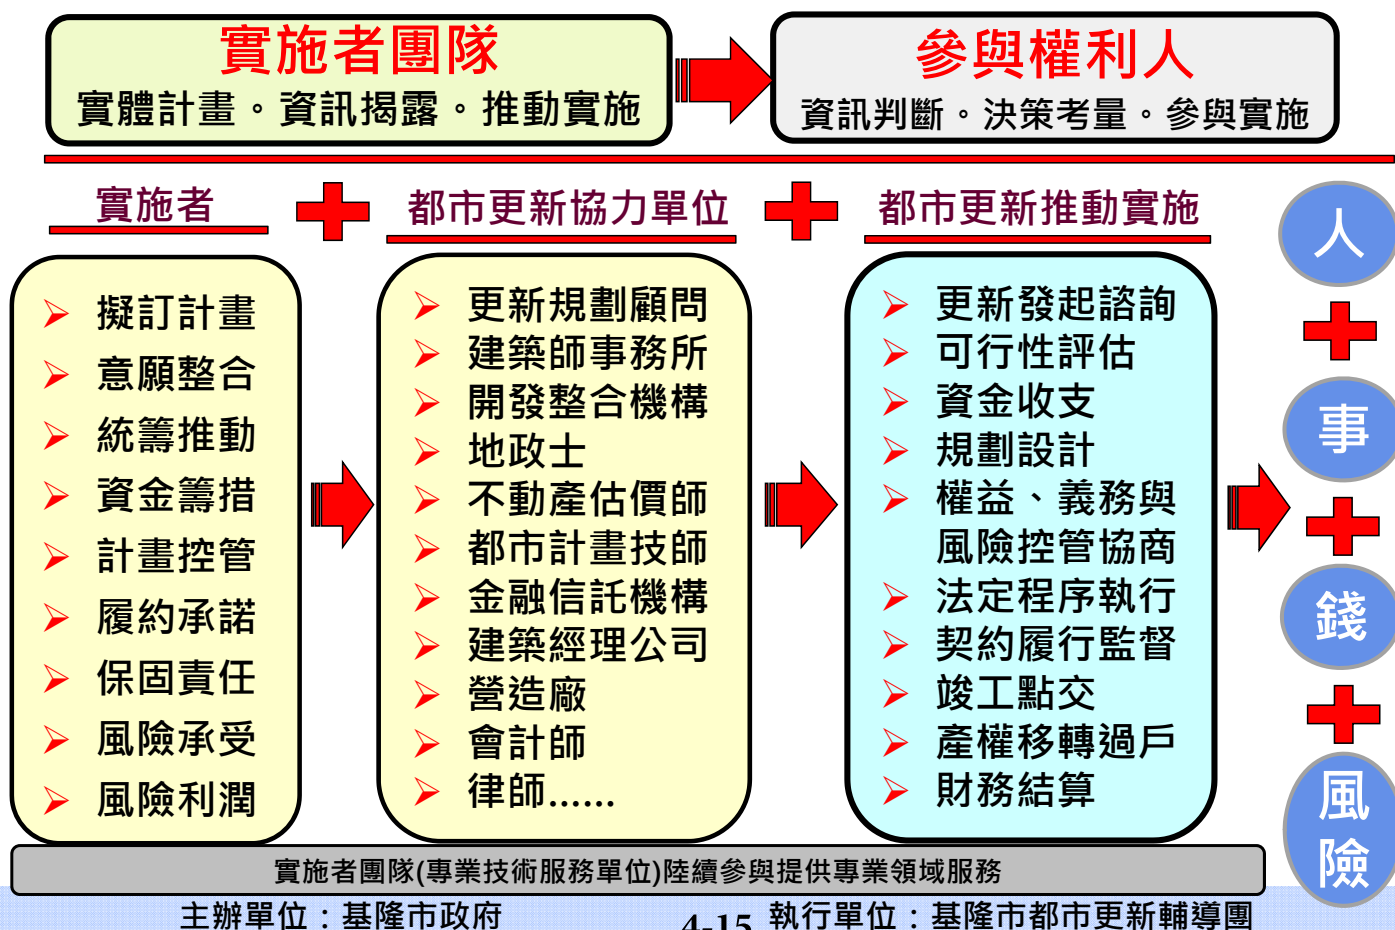 實施者團隊
實體計畫。資訊揭露。推動實施
參與權利人
資訊判斷。決策考量。參與實施
實施者
都市更新協力單位
都市更新推動實施
擬訂計畫
意願整合
統籌推動
資金籌措
計畫控管
履約承諾
保固責任
風險承受
風險利潤
更新規劃顧問
建築師事務所
開發整合機構
地政士
不動產估價師
都市計畫技師
金融信託機構
建築經理公司
營造廠
會計師
律師......
更新發起諮詢
可行性評估
資金收支
規劃設計
權益、義務與
風險控管協商
法定程序執行
契約履行監督
竣工點交
產權移轉過戶
財務結算
人
事
錢
風
險
實施者團隊(專業技術服務單位)陸續參與提供專業領域服務
主辦單位：基隆市政府
4-15
執行單位：基隆市都市更新輔導團